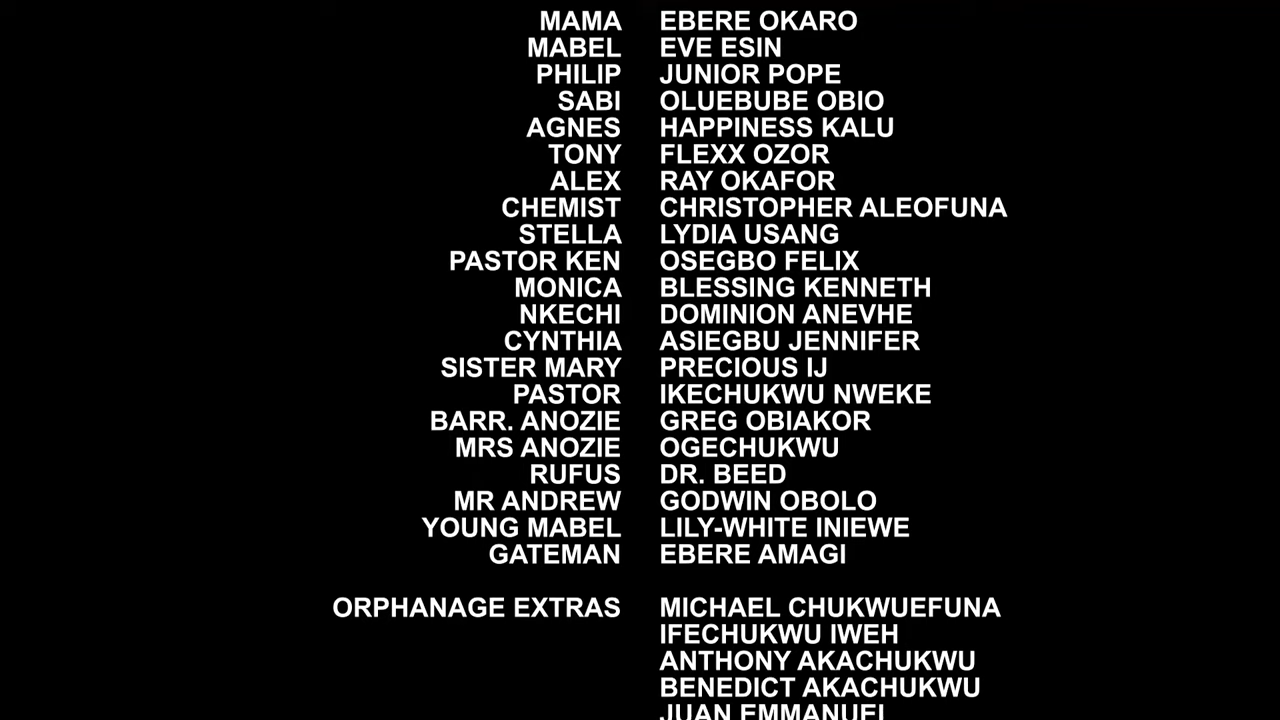 MAMA EBERE OKARO
MABEL EVE ESIN
PHILIP JUNIOR POPE
SABI OLUEBUBE OBIO
AGNES HAPPINESS KALU
TONY FLEXX OZOR
ALEX RAY OKAFOR
CHEMIST CHRISTOPHER ALEOFUNA
STELLA LYDIA USANG
PASTOR KEN OSEGBO FELIX
MONICA BLESSING KENNETH
NKECHI DOMINION ANEVHE
CYNTHIA ASIEGBU JENNIFER
SISTER MARY PRECIOUS IJ
PASTOR IKECHUKWU NWEKE
BARR. ANOZIE GREG OBIAKOR
MRS ANOZIE OGECHUKWU
RUFUS DR. BEED
MR ANDREW GODWIN OBOLO
YOUNG MABEL LILY-WHITE INIEWE
GATEMAN EBERE AMAGI
ORPHANAGE EXTRAS MICHAEL CHUKWUEFUNA
IFECHUKWU IWEH
ANTHONY AKACHUKWU
BENEDICT AKACHUKWU
JUAN EMMANUEL